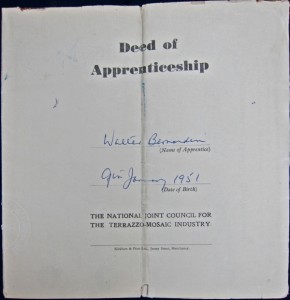 Deed of
Apprenticeship
Walter Bernardin
(Name of Apprentice)
January 1951
(Date of Birth)
THE NATIONAL JOINT COUNCIL FOR
THE TERRAZZO-MOSAIC INDUSTRY.